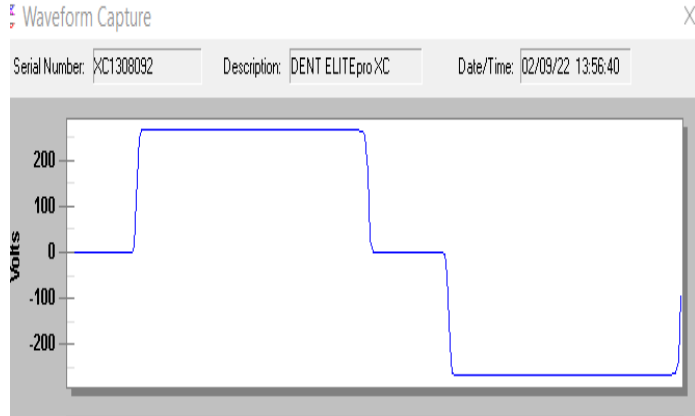 Waveform Capture
Serial Number: XC1308092 Description: DENT ELITEpro XC Date/Time: 02/09/22 13:56:40
200
100
0
-100
-200
Volts